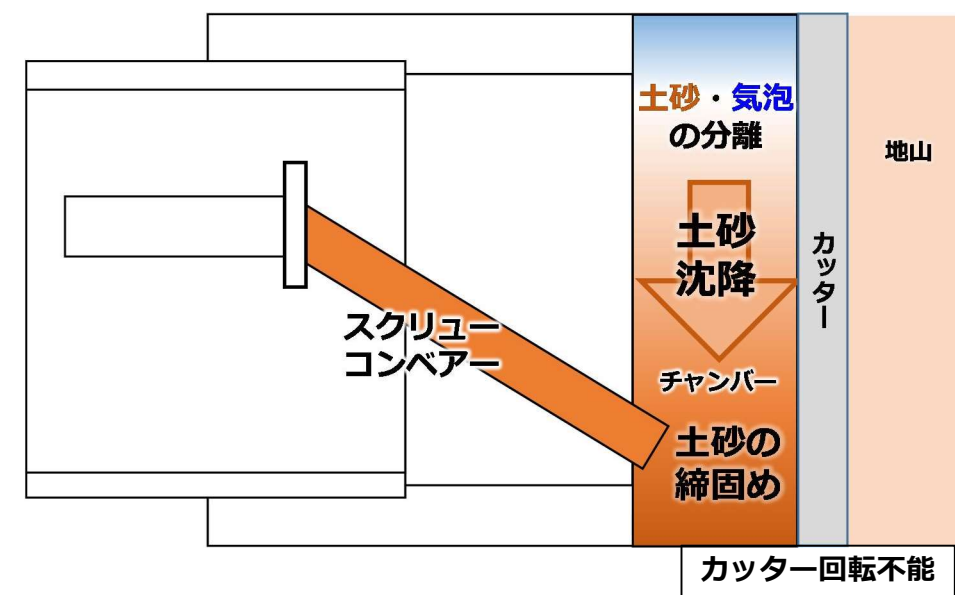 土砂・気泡
の分離
地山
土砂
沈降
カッター
スクリュー
コンベアー
チャンバー
土砂の
締固め
カッター回転不能